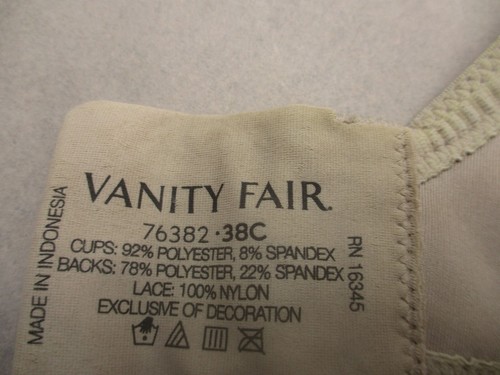 VANITY FAIR.
76382 · 38C
CUPS: 92% POLYESTER, 8% SPANDEX
BACKS: 78% POLYESTER, 22% SPANDEX
LACE: 100% NYLON
EXCLUSIVE OF DECORATION
MADE IN INDONESIA
RN 16345